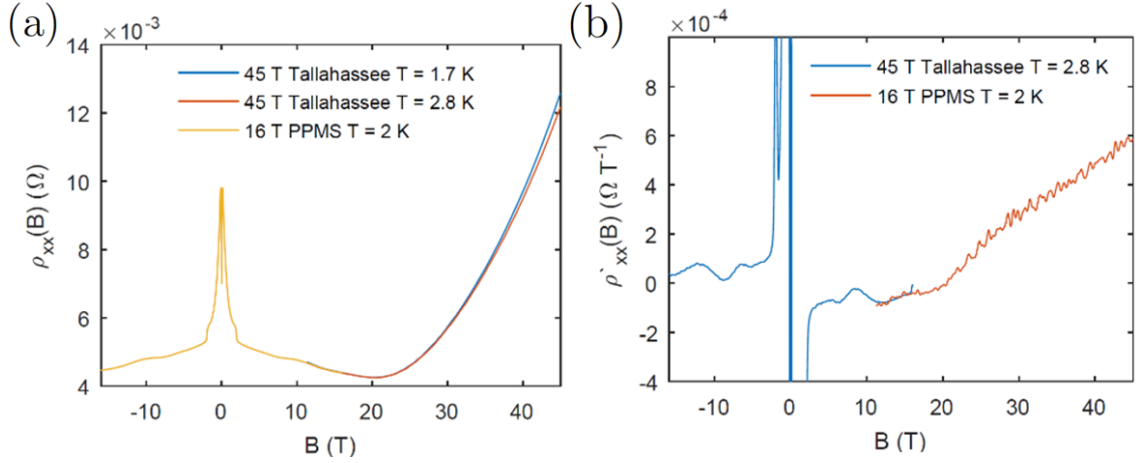 (a)
×10⁻³
14
12
10
8
6
4
ρxx(B) (Ω)
45 T Tallahassee T = 1.7 K
45 T Tallahassee T = 2.8 K
16 T PPMS T = 2 K
-10 0 10 20 30 40
B (T)
(b)
×10⁻⁴
8
6
4
2
0
-2
-4
ρ`xx(B) (Ω T⁻¹)
45 T Tallahassee T = 2.8 K
16 T PPMS T = 2 K
-10 0 10 20 30 40
B (T)